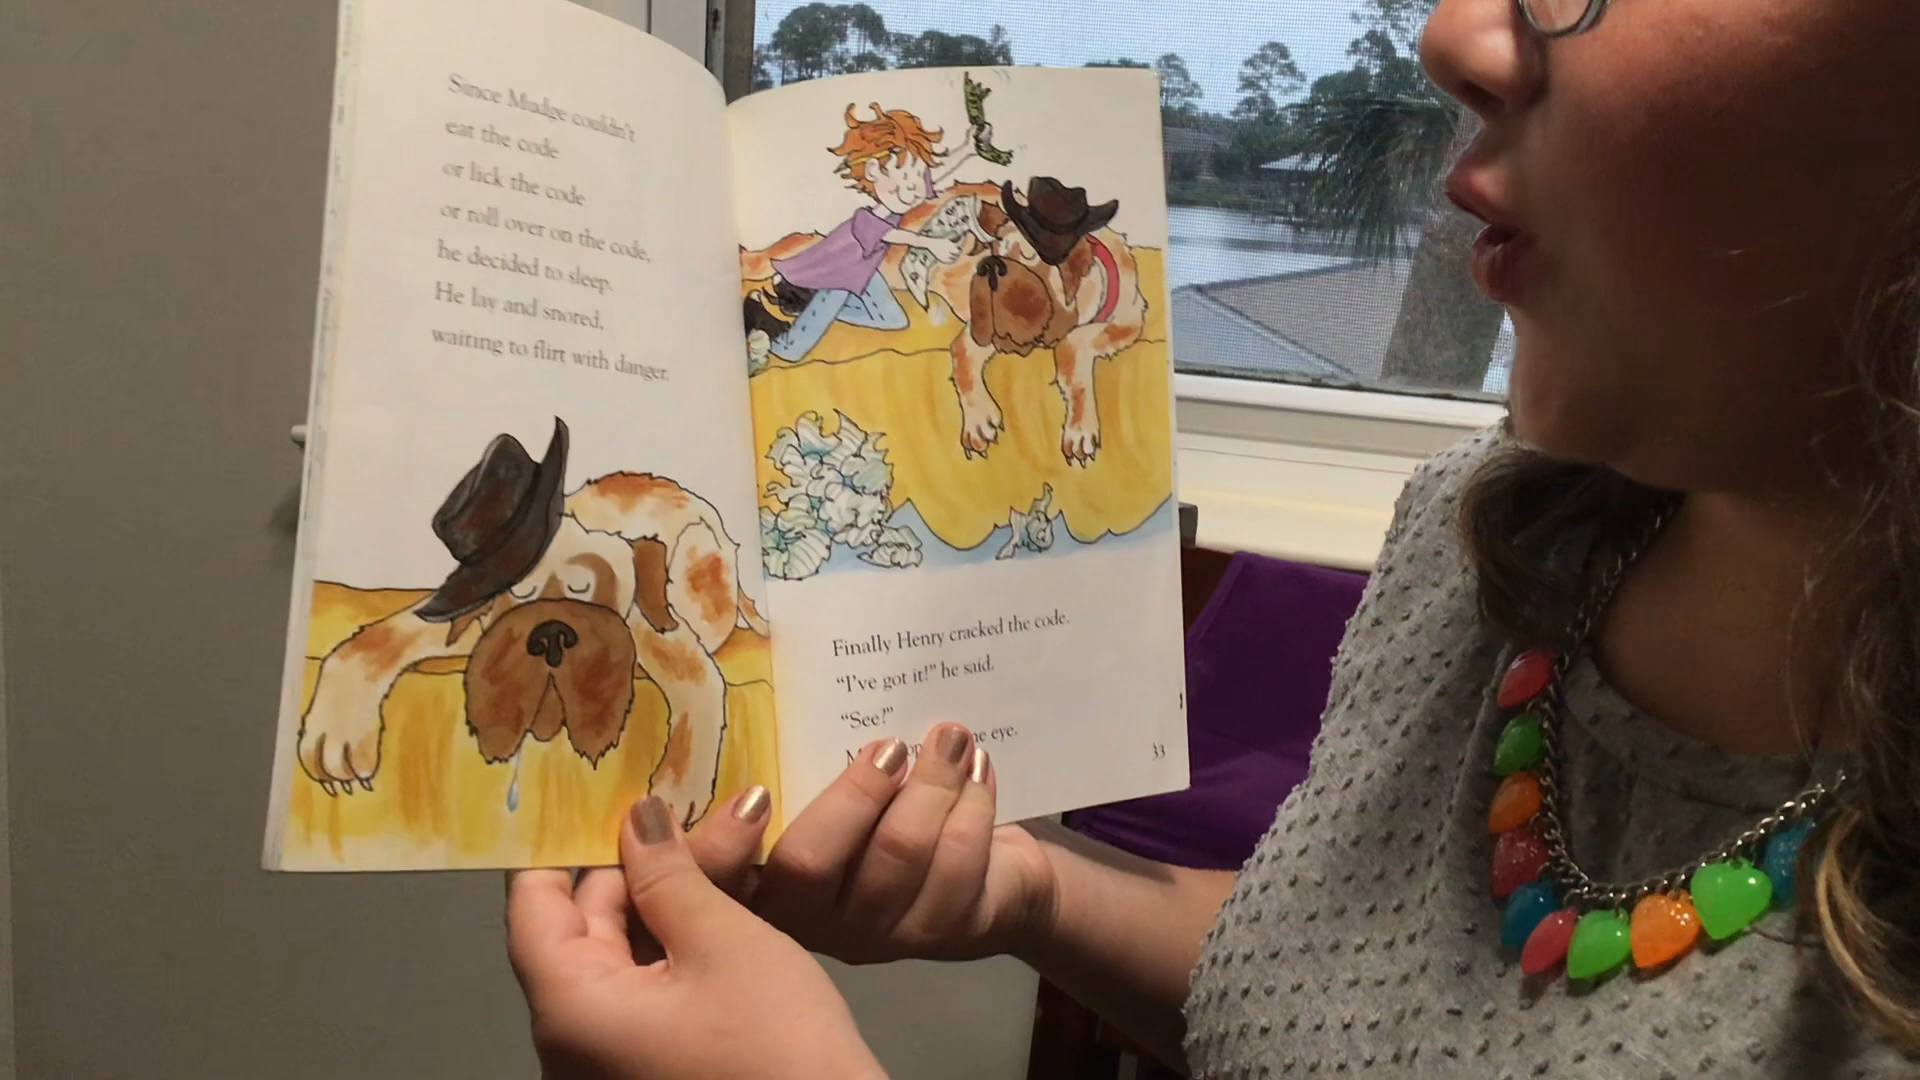 Since Mudge couldn't
eat the code
or lick the code
or roll over on the code,
he decided to sleep.
He lay and snored,
waiting to flirt with danger.
Finally Henry cracked the code.
"I've got it!" he said.
"See?"
eye.
33